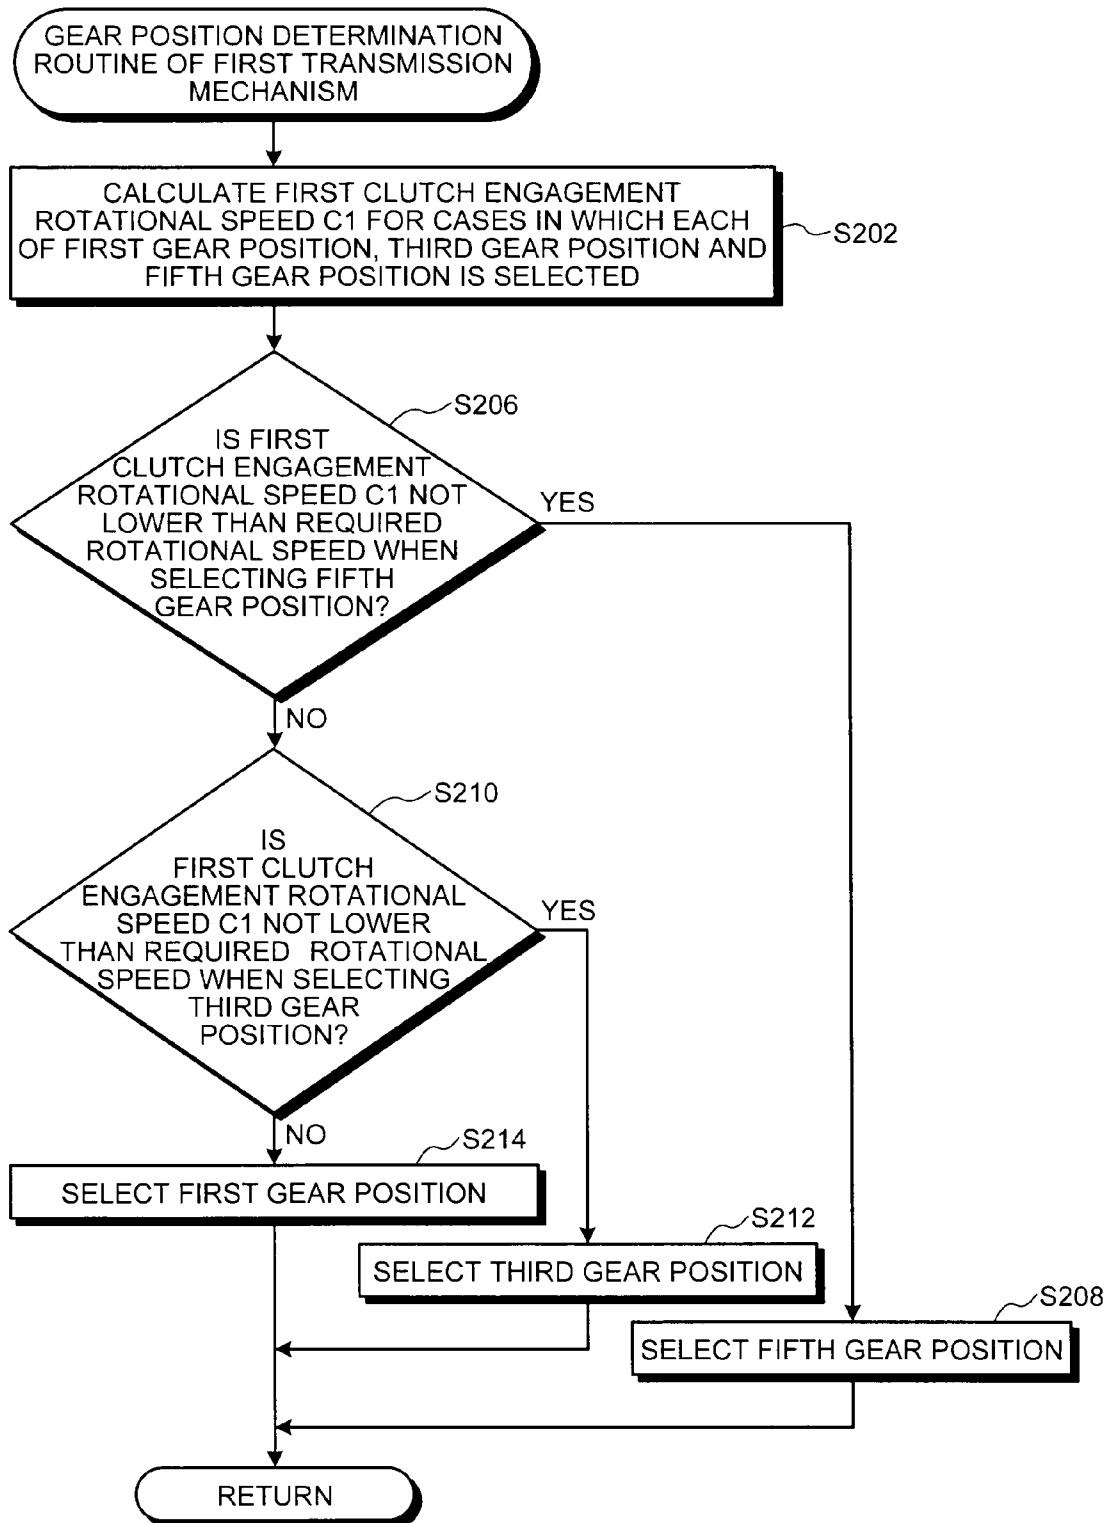 GEAR POSITION DETERMINATION
ROUTINE OF FIRST TRANSMISSION
MECHANISM
CALCULATE FIRST CLUTCH ENGAGEMENT
ROTATIONAL SPEED C1 FOR CASES IN WHICH EACH
OF FIRST GEAR POSITION, THIRD GEAR POSITION AND
FIFTH GEAR POSITION IS SELECTED
S202
S206
IS FIRST
CLUTCH ENGAGEMENT
ROTATIONAL SPEED C1 NOT
LOWER THAN REQUIRED
ROTATIONAL SPEED WHEN
SELECTING FIFTH
GEAR POSITION?
YES
NO
S210
IS
FIRST CLUTCH
ENGAGEMENT ROTATIONAL
SPEED C1 NOT LOWER
THAN REQUIRED ROTATIONAL
SPEED WHEN SELECTING
THIRD GEAR
POSITION?
YES
NO
S214
SELECT FIRST GEAR POSITION
S212
SELECT THIRD GEAR POSITION
S208
SELECT FIFTH GEAR POSITION
RETURN